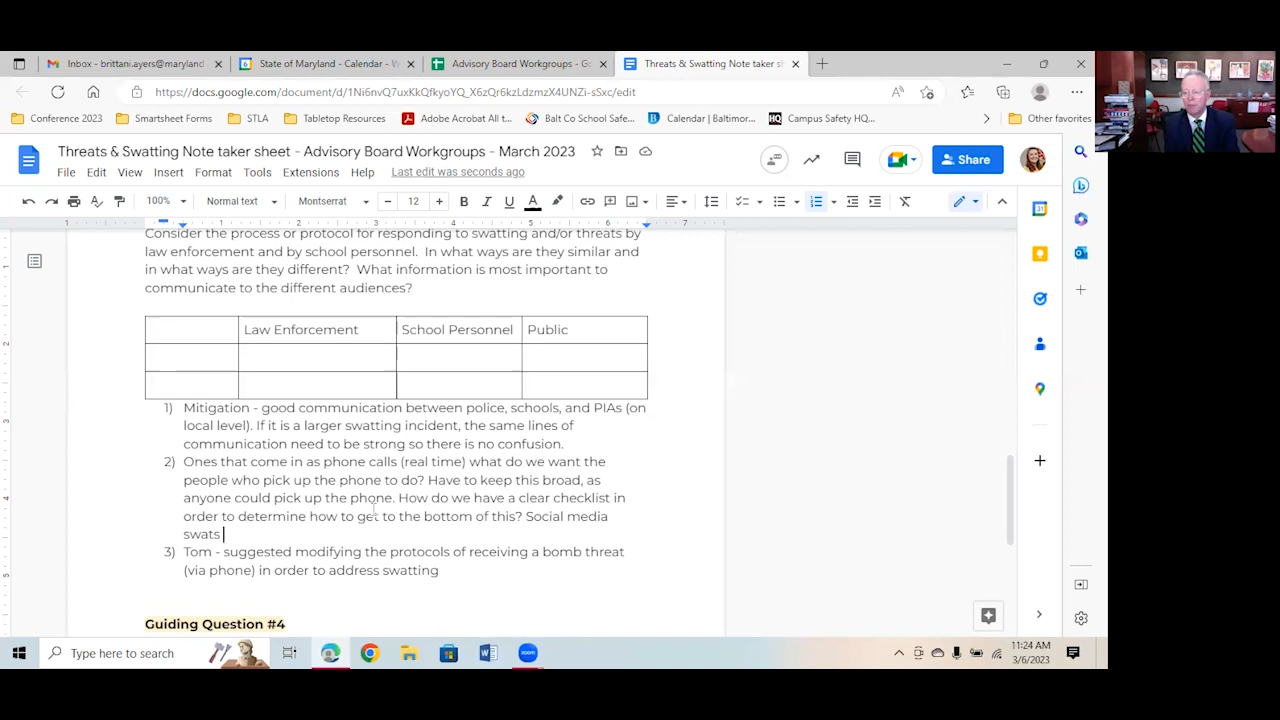 Inbox - brittani.ayers@maryland
State of Maryland - Calendar - W
Advisory Board Workgroups - Go
Threats & Swatting Note taker sh
https://docs.google.com/document/d/1Ni6nvQ7uxKkQfkyoYQ_X6zQr6kzLdzmzX4UNZi-sSxc/edit
Conference 2023
Smartsheet Forms
STLA
Tabletop Resources
Adobe Acrobat All t...
Balt Co School Safe...
Calendar | Baltimor...
HQ
Campus Safety HQ...
Other favorites
Threats & Swatting Note taker sheet - Advisory Board Workgroups - March 2023
Share
File Edit View Insert Format Tools Extensions Help Last edit was seconds ago
100% Normal text Montserrat - 12 + B I U A
1 1 2 3 4 5 6 7
Consider the process or protocol for responding to swatting and/or threats by
law enforcement and by school personnel. In what ways are they similar and
in what ways are they different? What information is most important to
communicate to the different audiences?
Law Enforcement School Personnel Public
1) Mitigation - good communication between police, schools, and PIAs (on
local level). If it is a larger swatting incident, the same lines of
communication need to be strong so there is no confusion.
2) Ones that come in as phone calls (real time) what do we want the
people who pick up the phone to do? Have to keep this broad, as
anyone could pick up the phone. How do we have a clear checklist in
order to determine how to get to the bottom of this? Social media
swats
3) Tom - suggested modifying the protocols of receiving a bomb threat
(via phone) in order to address swatting
Guiding Question #4
Type here to search
zoom
11:24 AM
3/6/2023